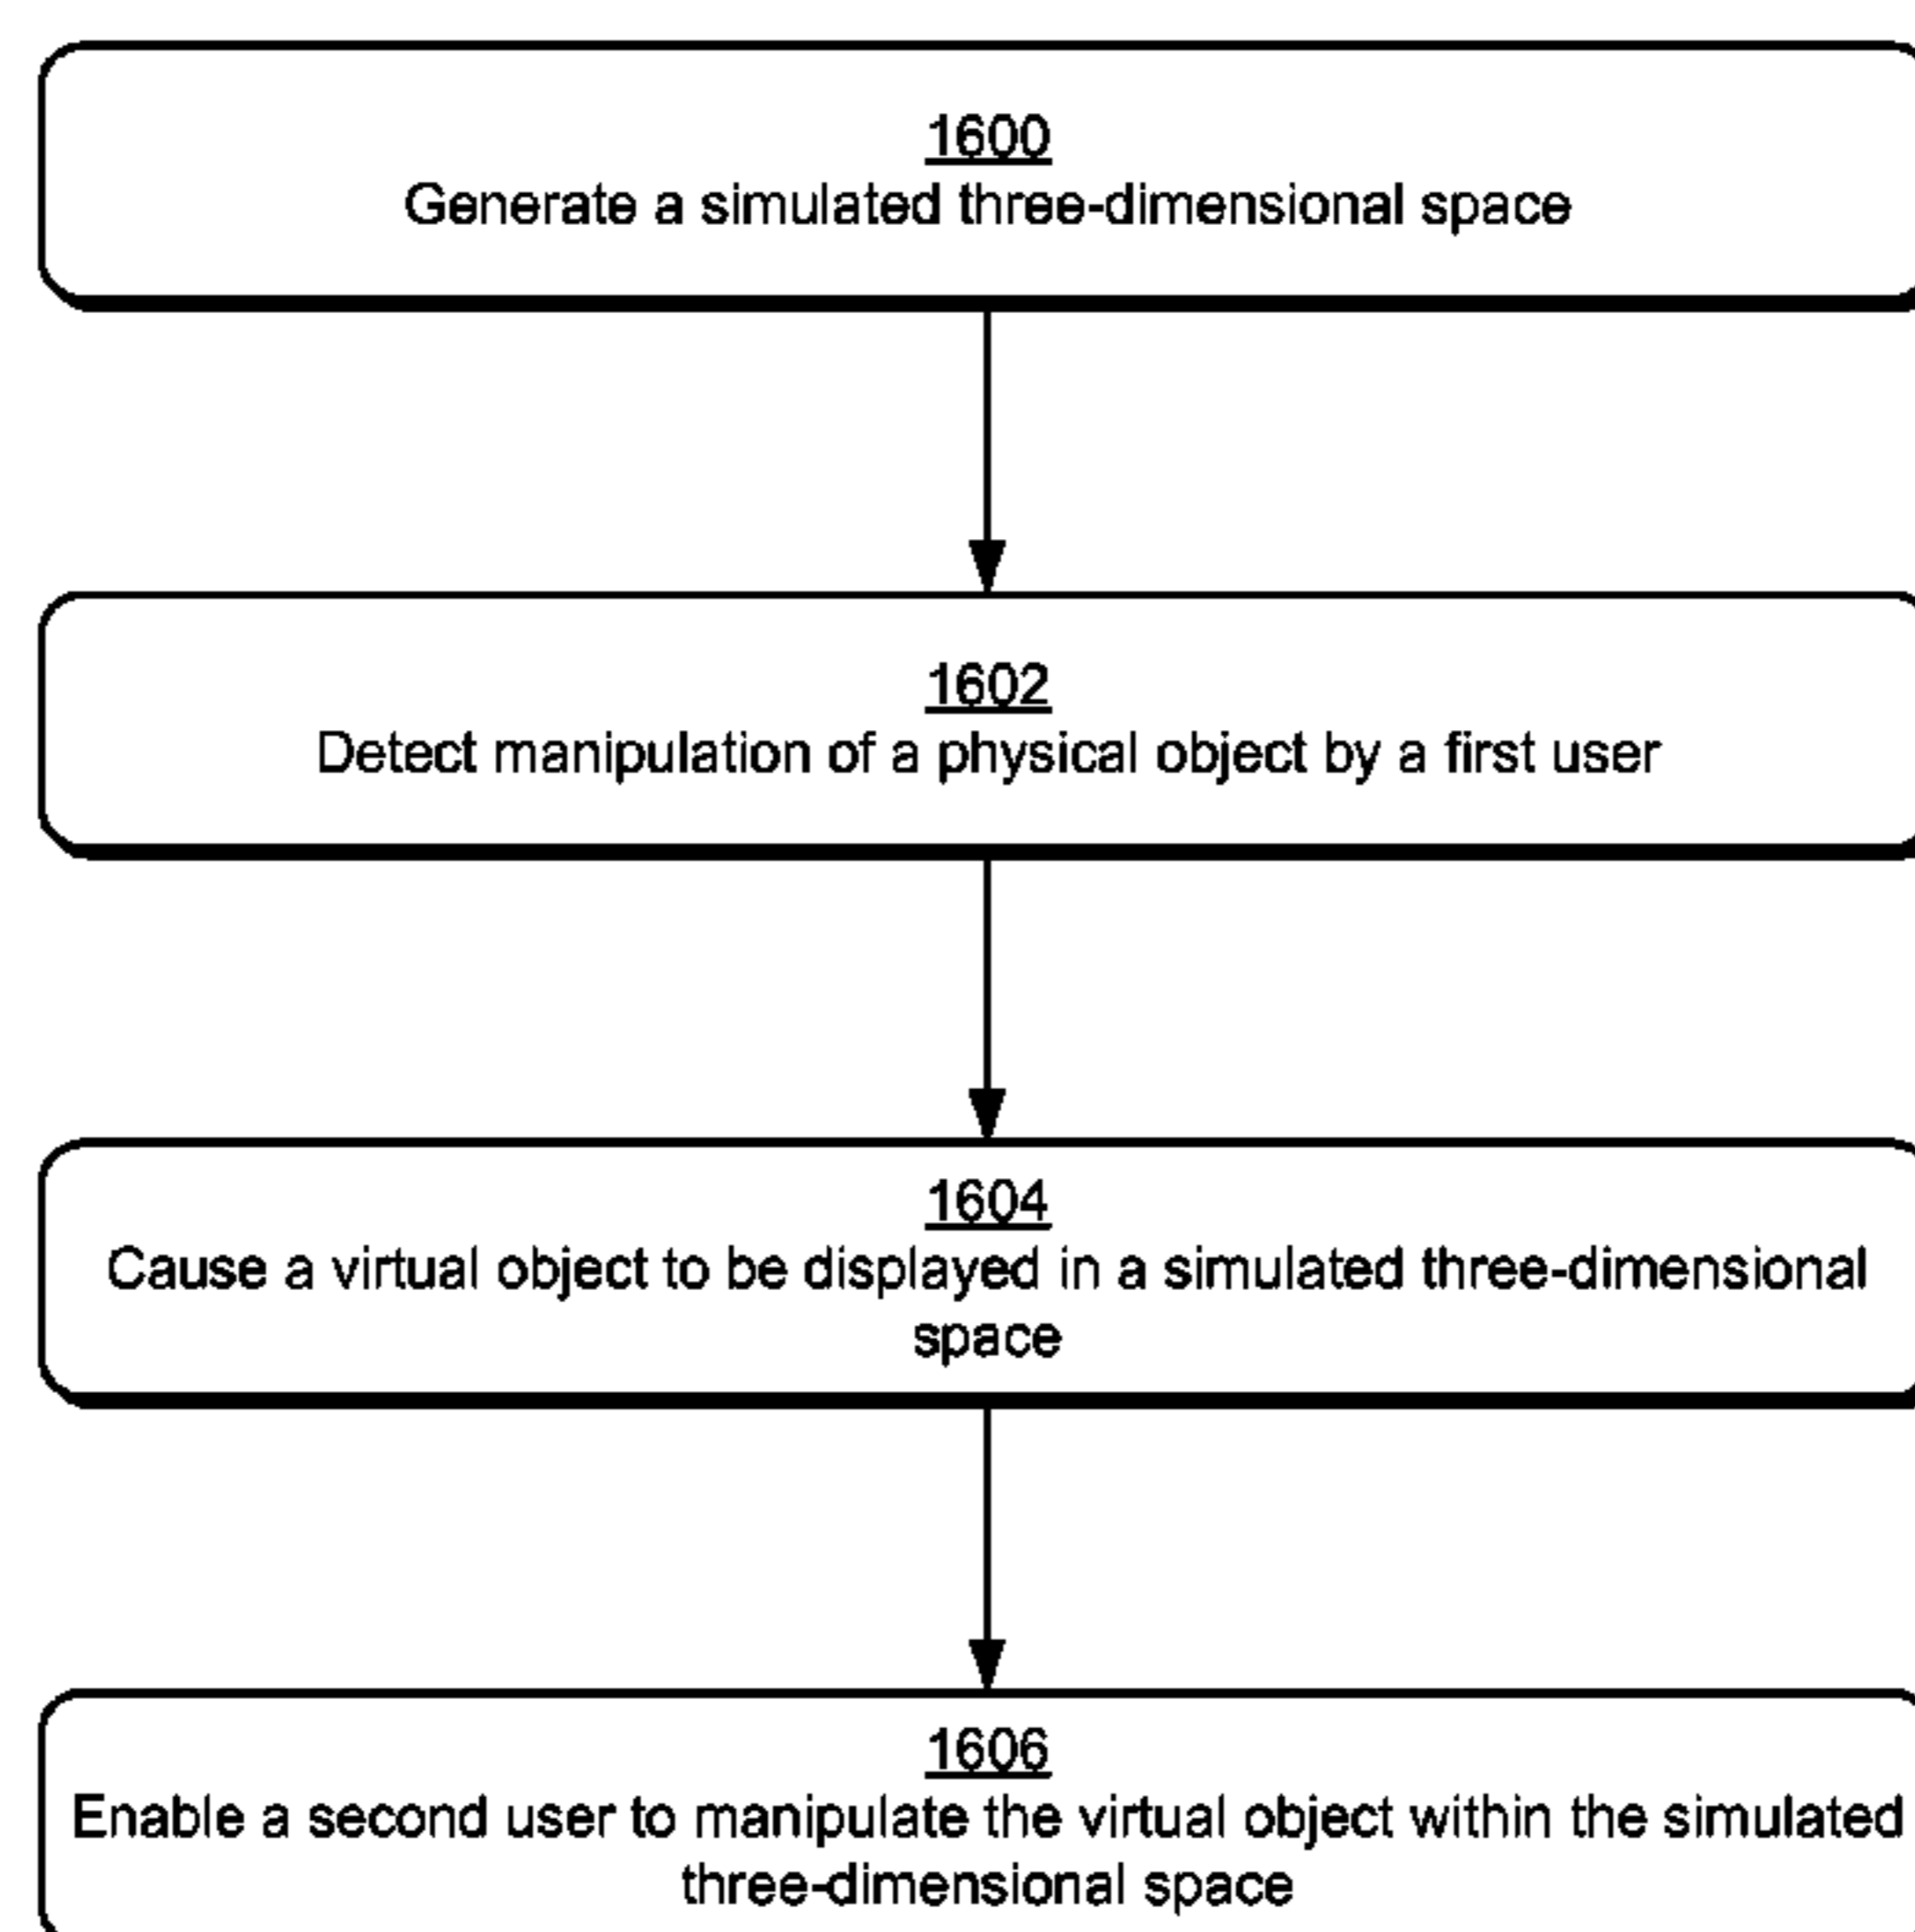 1600
Generate a simulated three-dimensional space
1602
Detect manipulation of a physical object by a first user
1604
Cause a virtual object to be displayed in a simulated three-dimensional
space
1606
Enable a second user to manipulate the virtual object within the simulated
three-dimensional space